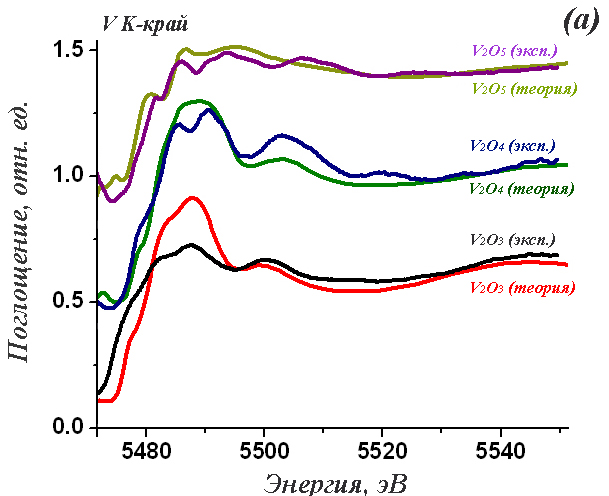 V K-край
(а)
1.5
1.0
0.5
0.0
Поглощение, отн. ед.
V₂O₅ (эксп.)
V₂O₅ (теория)
V₂O₄ (эксп.)
V₂O₄ (теория)
V₂O₃ (эксп.)
V₂O₃ (теория)
5480 5500 5520 5540
Энергия, эВ